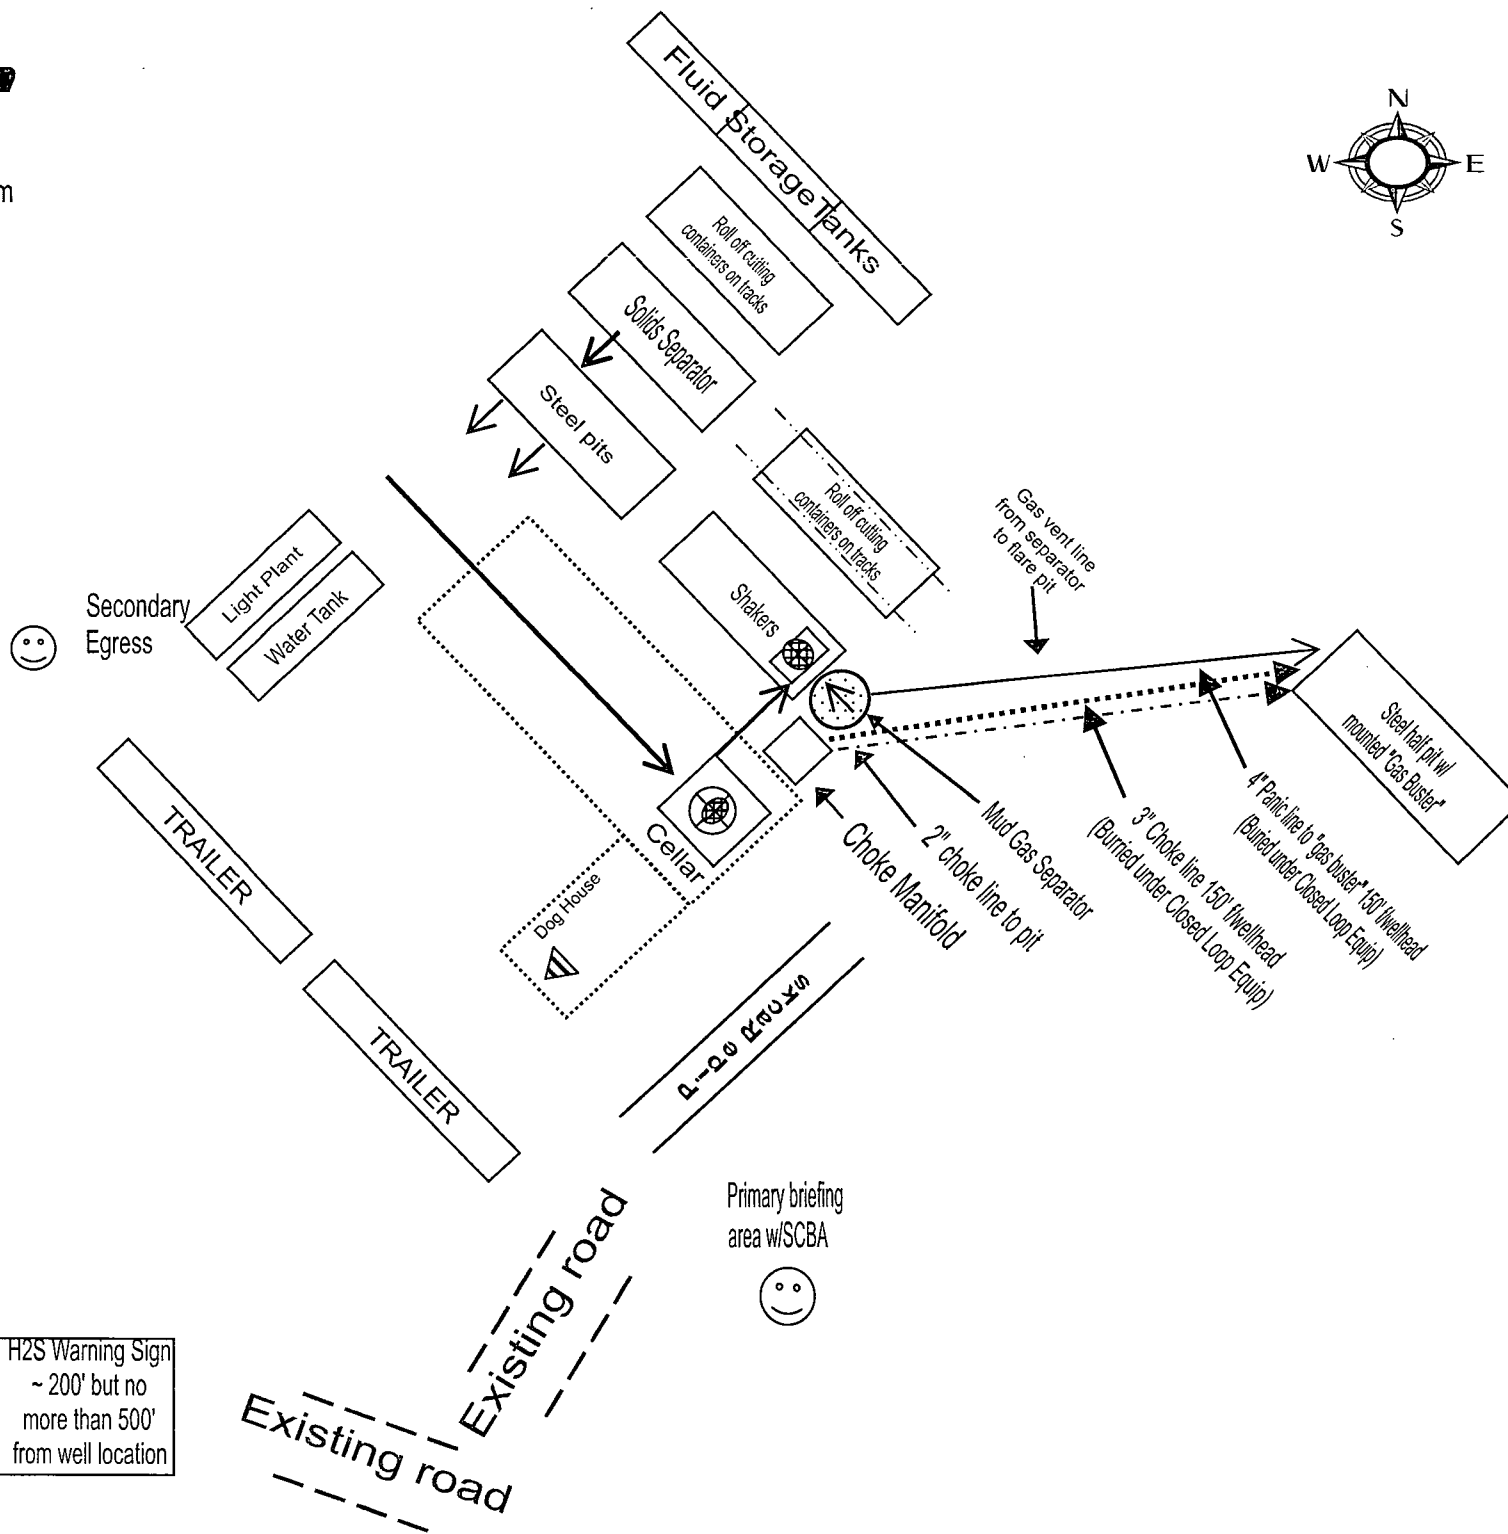 m
N
W E
S
Fluid Storage Tanks
Roll off cutting
containers on tracks
Solids Separator
Steel pits
Roll off cutting
containers on tracks
Gas vent line
from separator
to flare pit
Light Plant
Water Tank
Secondary
Egress
Shakers
Steel half pit w/
mounted "Gas Buster"
TRAILER
Cellar
Dog House
Choke Manifold
2" choke line to pit
Mud Gas Separator
3" Choke line 150' f/wellhead
(Burried under Closed Loop Equip)
4" Panic line to "gas buster" 150' f/wellhead
(Buried under Closed Loop Equip)
Pipe Racks
TRAILER
Primary briefing
area w/SCBA
Existing road
Existing road
H2S Warning Sign
~ 200' but no
more than 500'
from well location